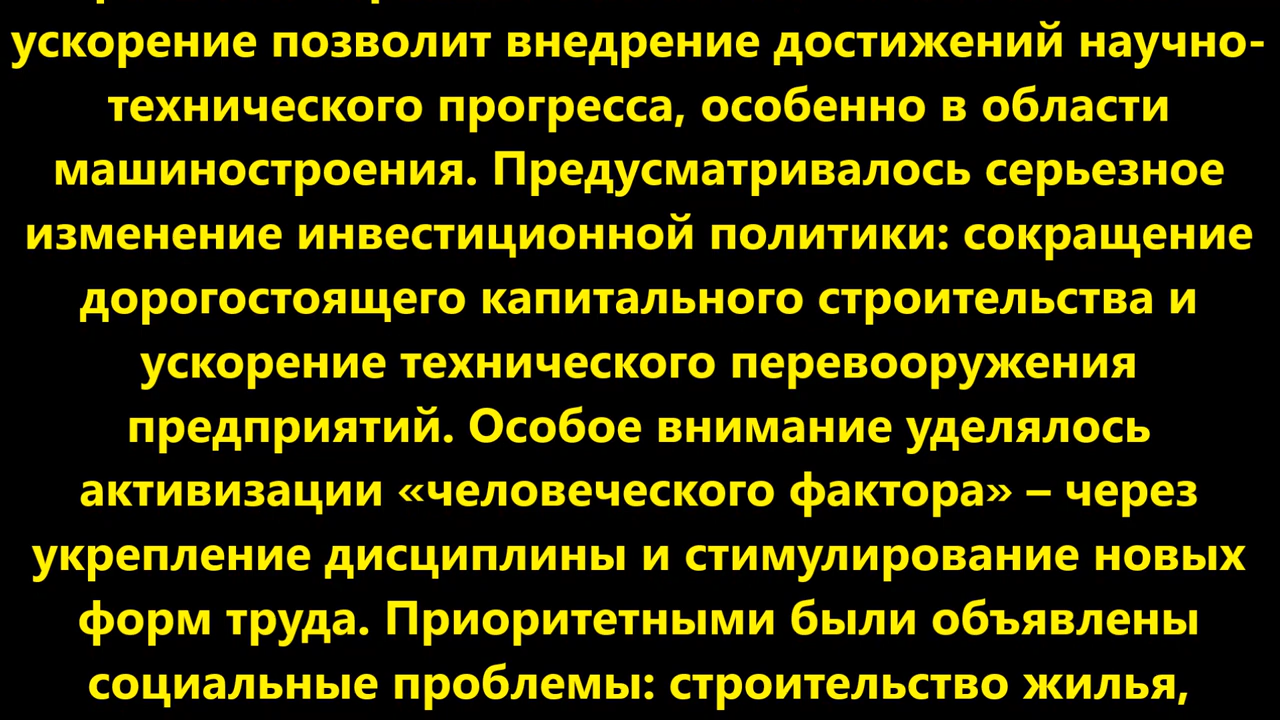 ускорение позволит внедрение достижений научно-
технического прогресса, особенно в области
машиностроения. Предусматривалось серьезное
изменение инвестиционной политики: сокращение
дорогостоящего капитального строительства и
ускорение технического перевооружения
предприятий. Особое внимание уделялось
активизации «человеческого фактора» – через
укрепление дисциплины и стимулирование новых
форм труда. Приоритетными были объявлены
социальные проблемы: строительство жилья,